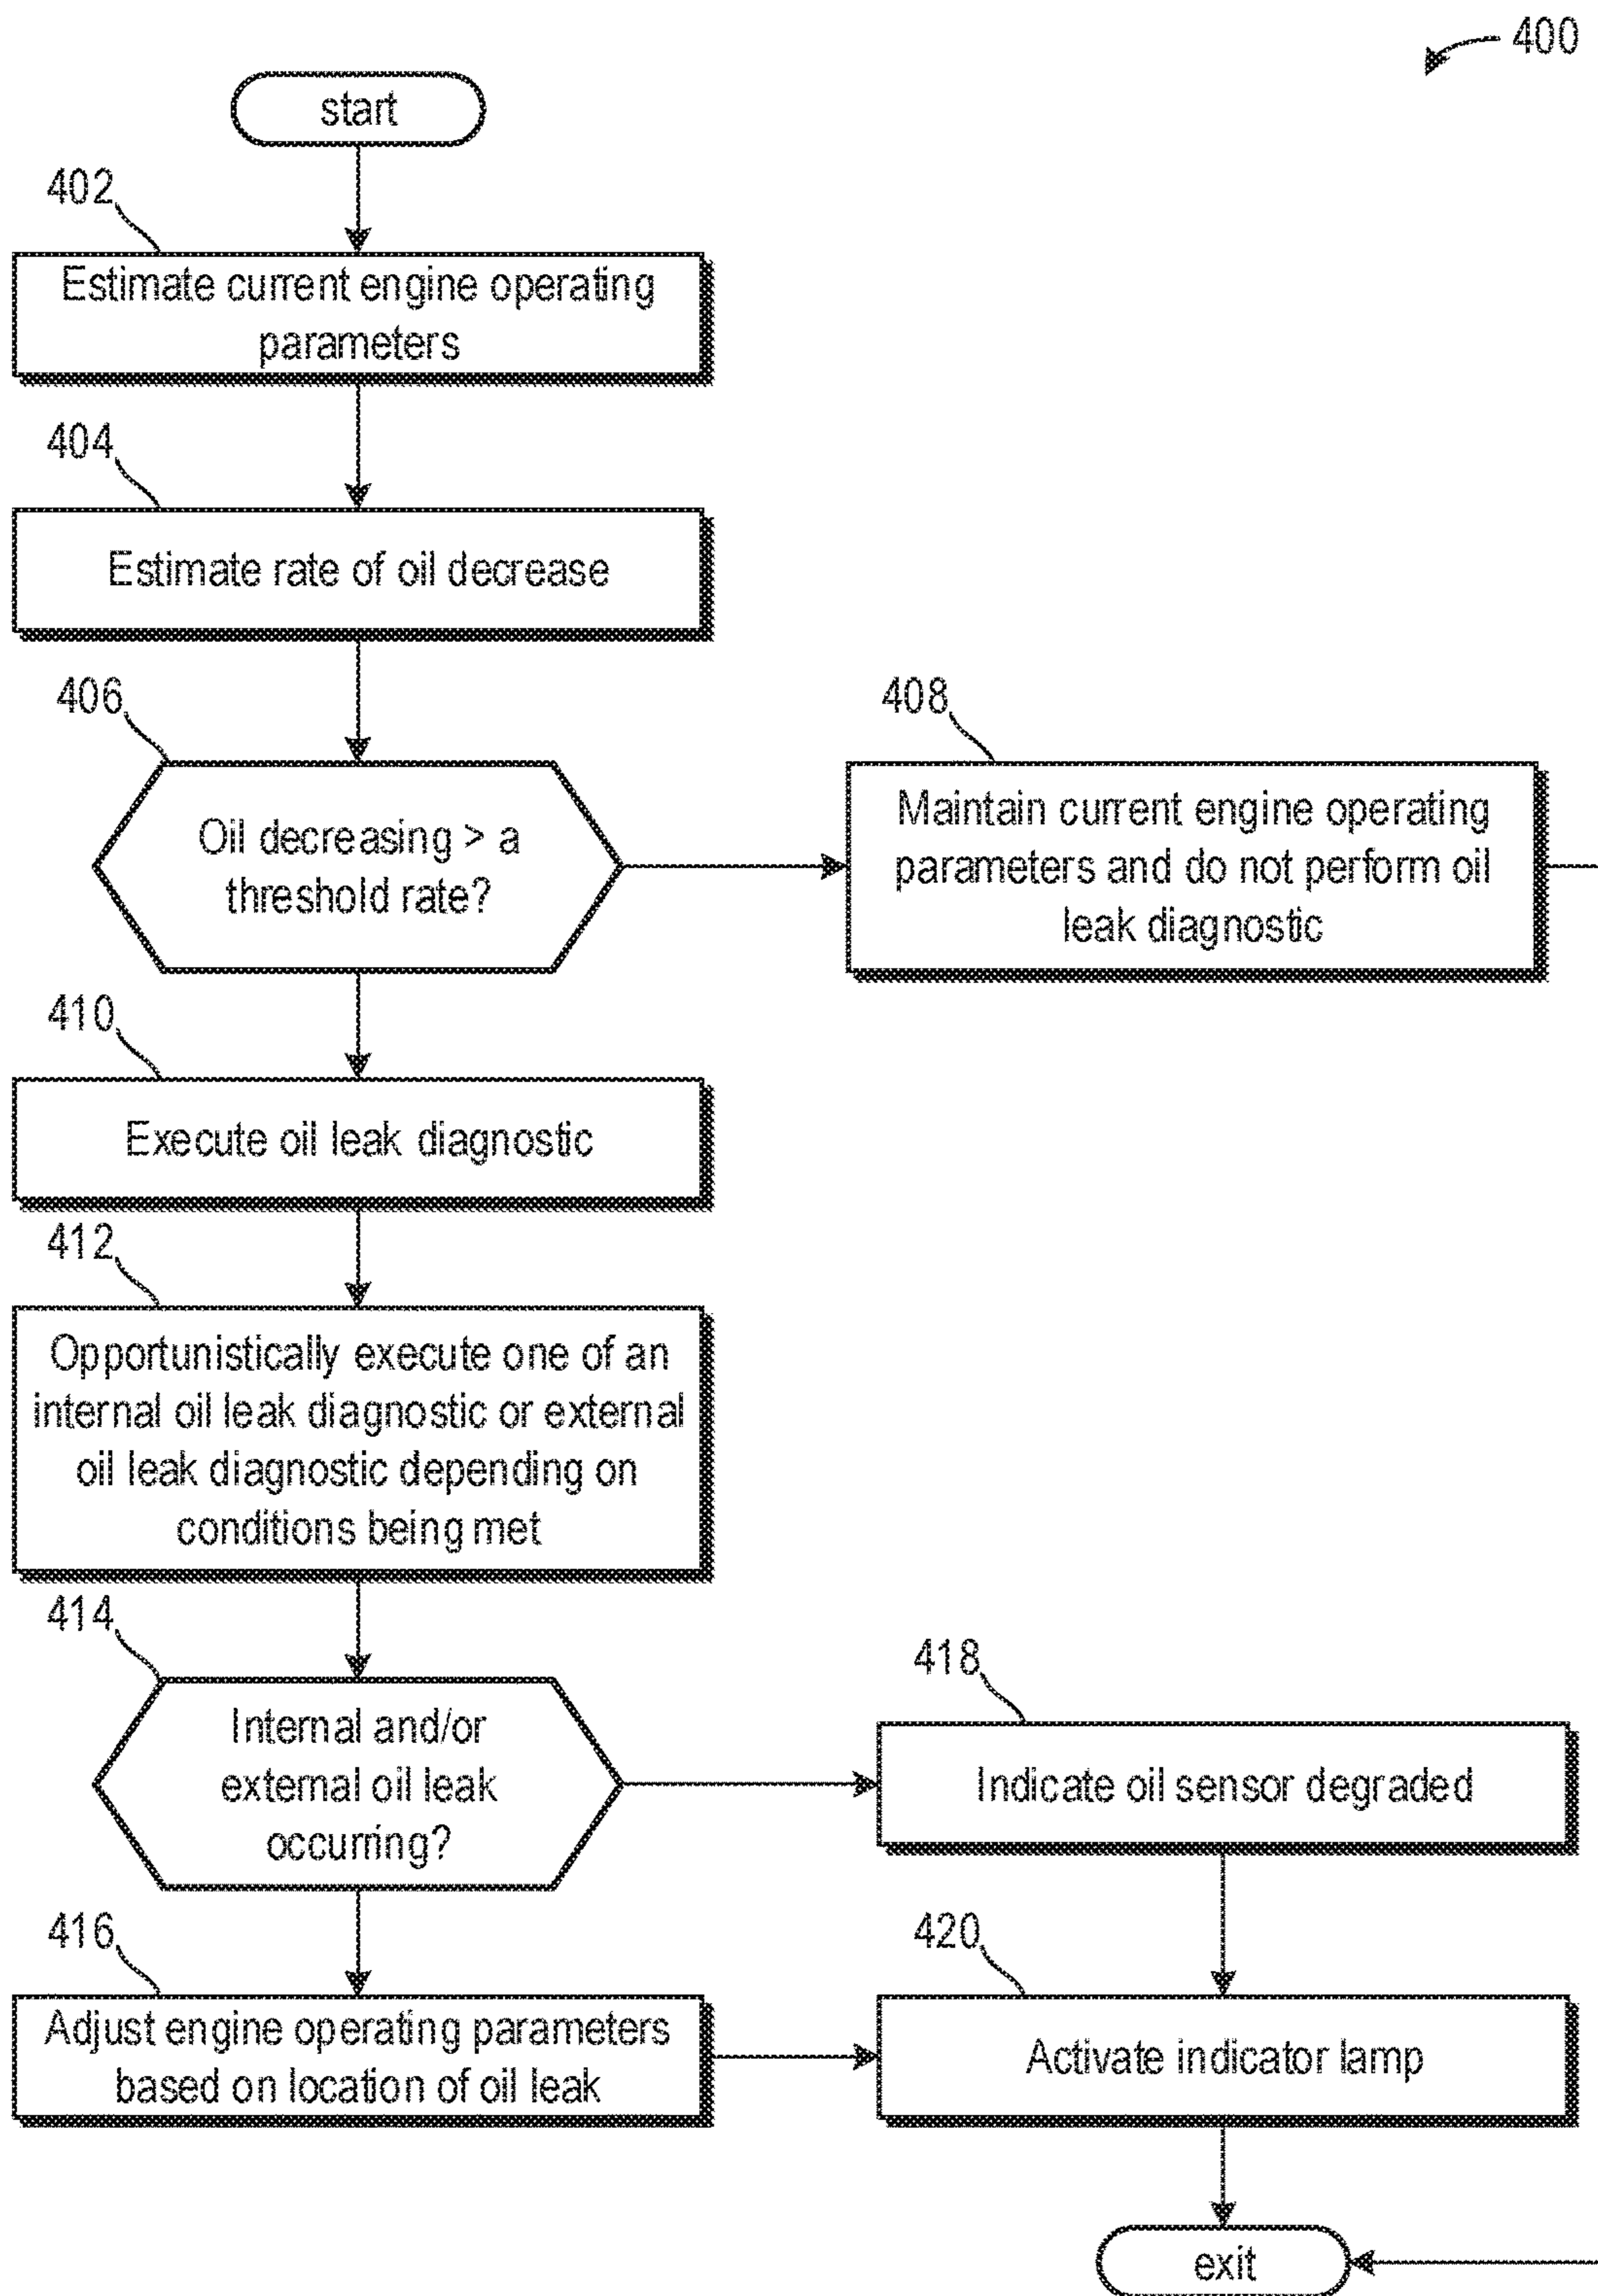 400
start
402
Estimate current engine operating
parameters
404
Estimate rate of oil decrease
406
Oil decreasing > a
threshold rate?
408
Maintain current engine operating
parameters and do not perform oil
leak diagnostic
410
Execute oil leak diagnostic
412
Opportunistically execute one of an
internal oil leak diagnostic or external
oil leak diagnostic depending on
conditions being met
414
Internal and/or
external oil leak
occurring?
418
Indicate oil sensor degraded
416
Adjust engine operating parameters
based on location of oil leak
420
Activate indicator lamp
exit